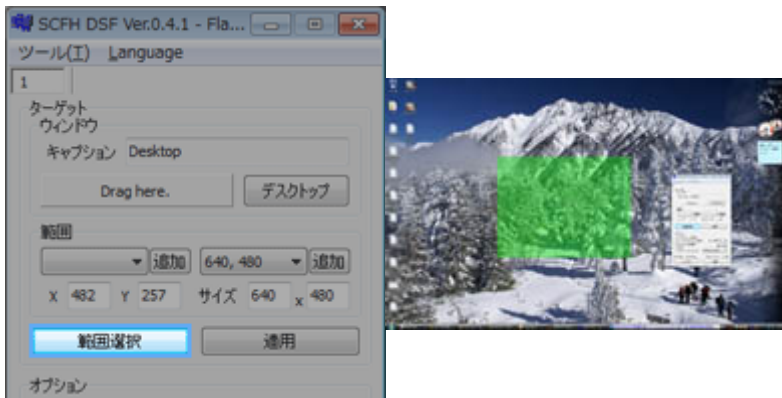 SCFH DSF Ver.0.4.1 - Fla...
ツール(T) Language
1
ターゲット
ウィンドウ
キャプション Desktop
Drag here. デスクトップ
範囲
追加 640, 480 追加
X 482 Y 257 サイズ 640 x 480
範囲選択 適用
オプション